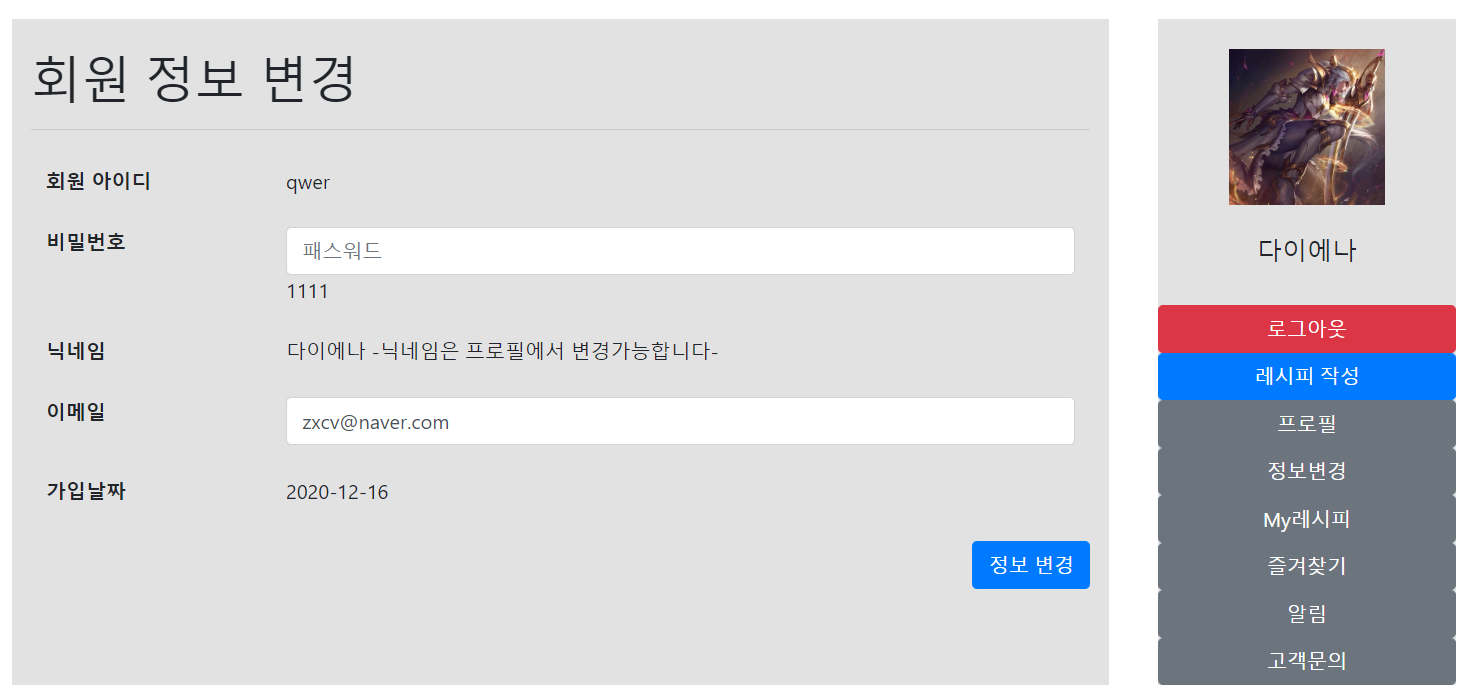 회원 정보 변경
회원 아이디
qwer
비밀번호
패스워드
1111
닉네임
다이에나 -닉네임은 프로필에서 변경가능합니다-
이메일
zxcv@naver.com
가입날짜
2020-12-16
정보 변경
다이에나
로그아웃
레시피 작성
프로필
정보변경
My레시피
즐겨찾기
알림
고객문의